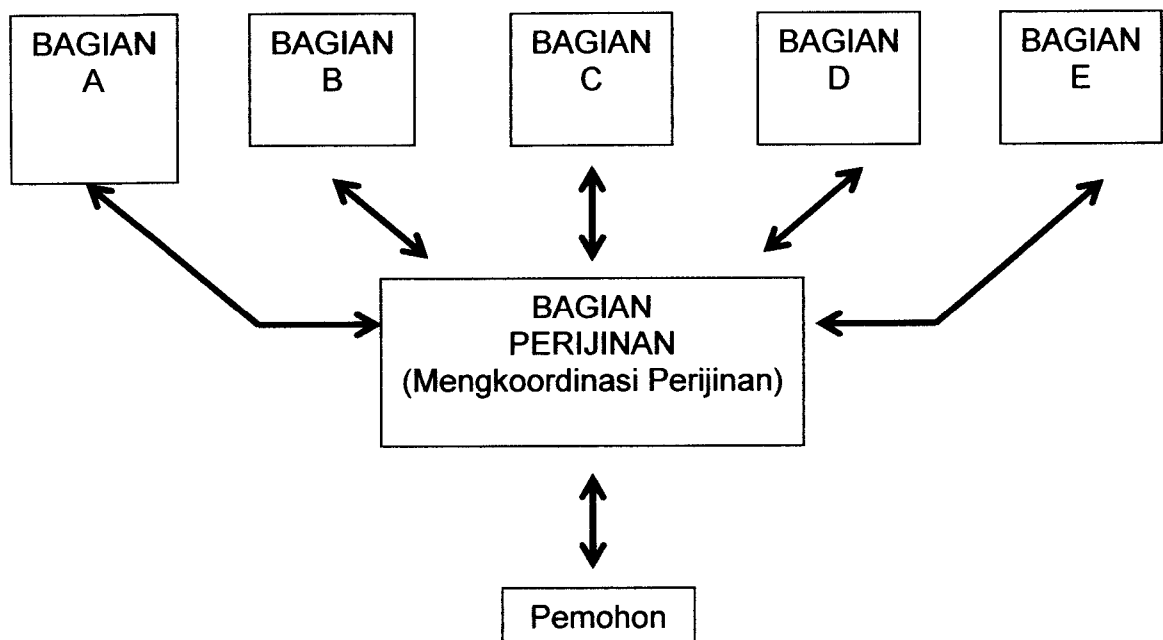 BAGIAN
A
BAGIAN
B
BAGIAN
C
BAGIAN
D
BAGIAN
E
BAGIAN
PERIJINAN
(Mengkoordinasi Perijinan)
Pemohon